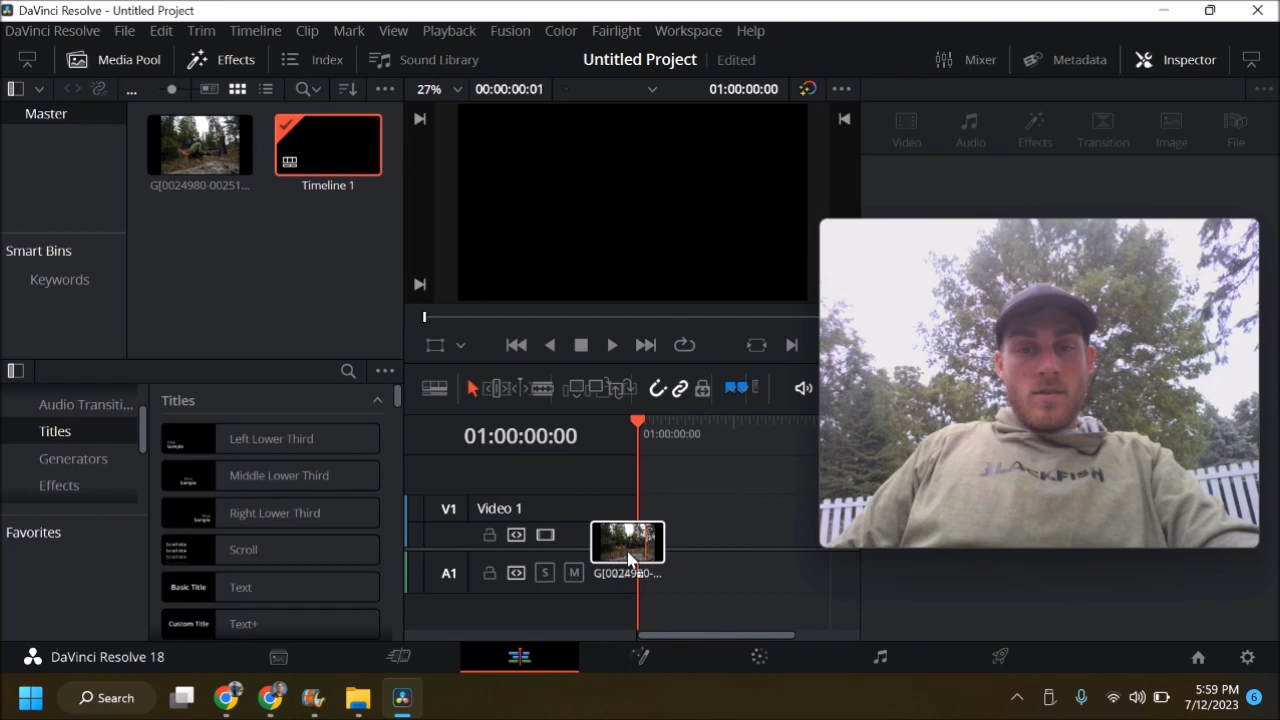 DaVinci Resolve - Untitled Project
DaVinci Resolve File Edit Trim Timeline Clip Mark View Playback Fusion Color Fairlight Workspace Help
Media Pool Effects Index Sound Library Untitled Project Edited Mixer Metadata Inspector
... 27% 00:00:00:01 01:00:00:00
Master
G[0024980-00251...
Timeline 1
Video Audio Effects Transition Image File
Smart Bins
Keywords
Audio Transiti...
Titles
Generators
Effects
Favorites
Titles
Left Lower Third
Middle Lower Third
Right Lower Third
Scroll
Basic Title Text
Custom Title Text+
01:00:00:00 01:00:00:00
V1 Video 1
A1 S M G[0024980-...
BLACKFISH
DaVinci Resolve 18
Search
5:59 PM
7/12/2023 6